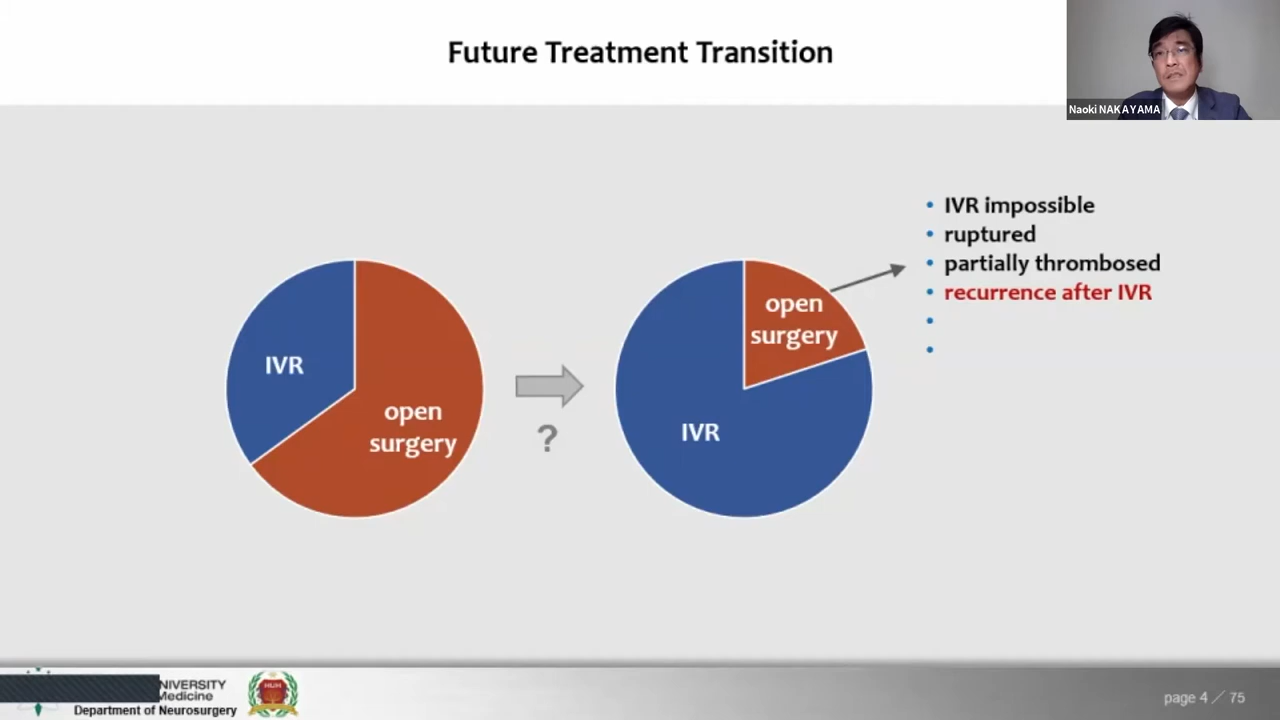 Future Treatment Transition
Naoki NAKAYAMA
IVR
open
surgery
?
open
surgery
IVR
• IVR impossible
• ruptured
• partially thrombosed
• recurrence after IVR
•
•
NIVERSITY
Medicine
Department of Neurosurgery
HUH
page 4 / 75